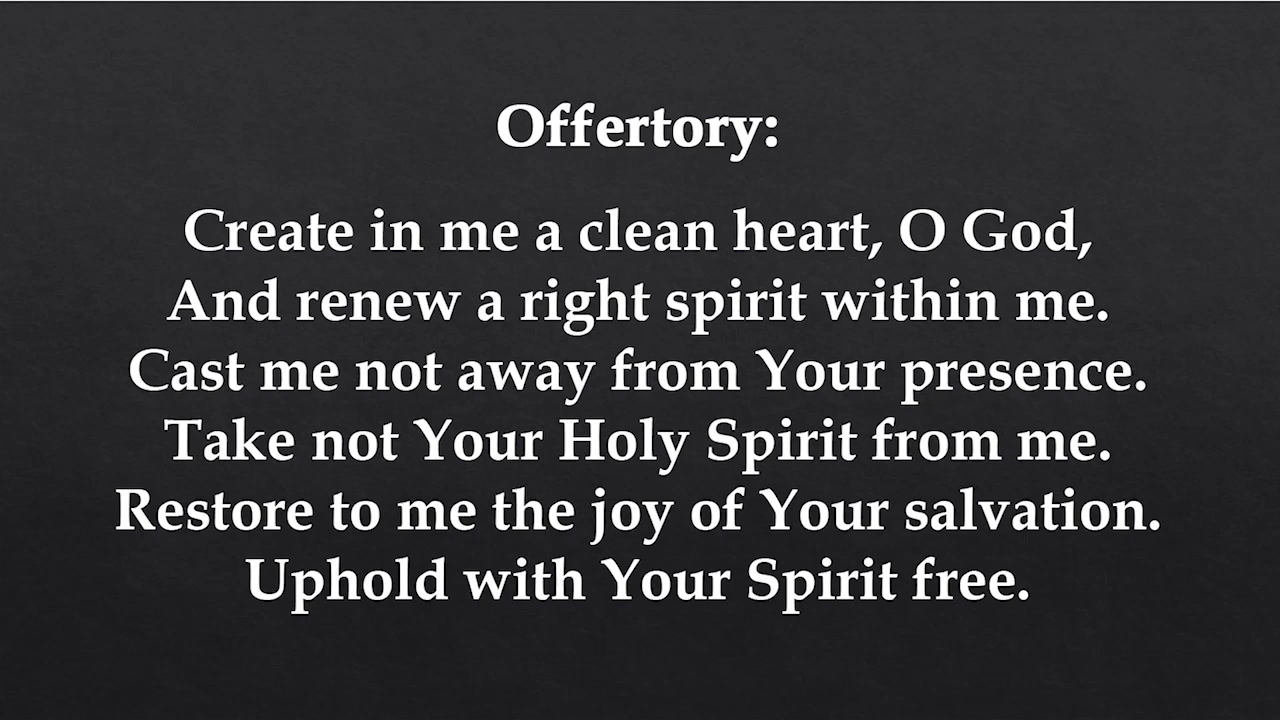 Offertory:
Create in me a clean heart, O God,
And renew a right spirit within me.
Cast me not away from Your presence.
Take not Your Holy Spirit from me.
Restore to me the joy of Your salvation.
Uphold with Your Spirit free.